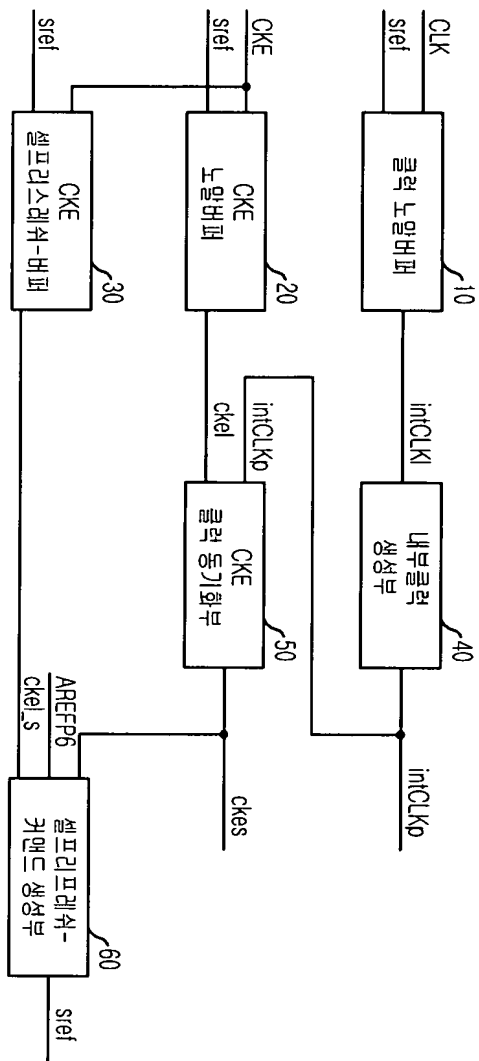 CLK
sref
클럭 노말버퍼
10
intCLKl
내부클럭
생성부
40
intCLKp
CKE
sref
CKE
노말버퍼
20
intCLKp
ckel
CKE
클럭 동기화부
50
ckes
sref
CKE
셀프리스레쉬-버퍼
30
AREFP6
ckel_s
셀프리프레쉬-
커맨드 생성부
60
sref